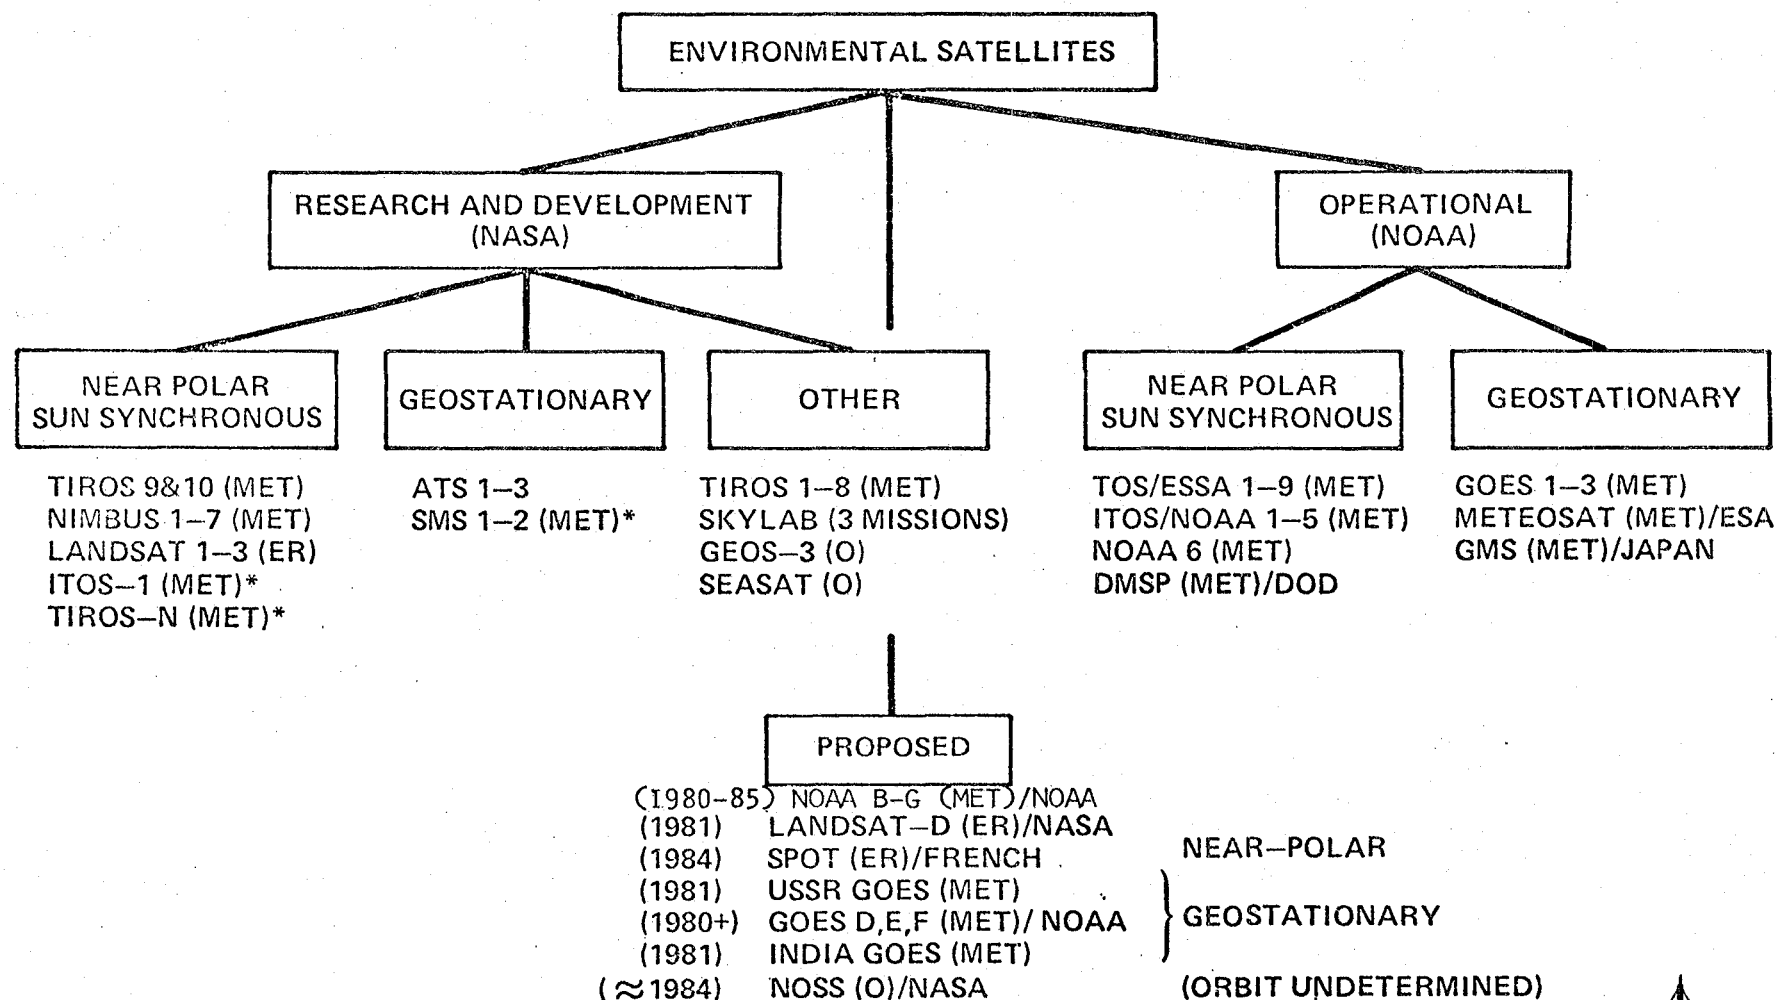 ENVIRONMENTAL SATELLITES
RESEARCH AND DEVELOPMENT
(NASA)
OPERATIONAL
(NOAA)
NEAR POLAR
SUN SYNCHRONOUS
GEOSTATIONARY
OTHER
NEAR POLAR
SUN SYNCHRONOUS
GEOSTATIONARY
TIROS 9&10 (MET)
NIMBUS 1–7 (MET)
LANDSAT 1–3 (ER)
ITOS–1 (MET)*
TIROS–N (MET)*
ATS 1–3
SMS 1–2 (MET)*
TIROS 1–8 (MET)
SKYLAB (3 MISSIONS)
GEOS–3 (O)
SEASAT (O)
TOS/ESSA 1–9 (MET)
ITOS/NOAA 1–5 (MET)
NOAA 6 (MET)
DMSP (MET)/DOD
GOES 1–3 (MET)
METEOSAT (MET)/ESA
GMS (MET)/JAPAN
PROPOSED
(1980-85) NOAA B-G (MET)/NOAA
(1981) LANDSAT–D (ER)/NASA
(1984) SPOT (ER)/FRENCH
NEAR–POLAR
(1981) USSR GOES (MET)
(1980+) GOES D,E,F (MET)/ NOAA
GEOSTATIONARY
(1981) INDIA GOES (MET)
(≈1984) NOSS (O)/NASA
(ORBIT UNDETERMINED)